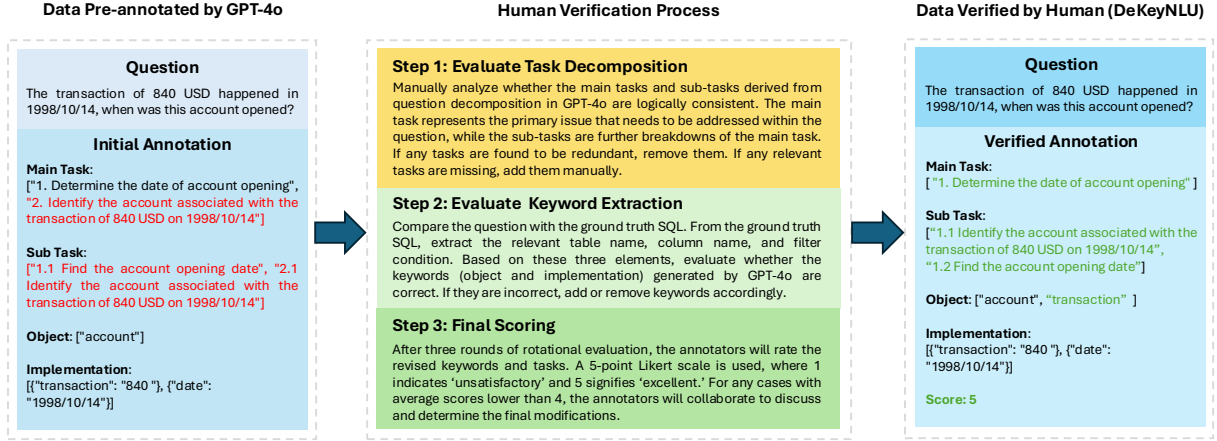 Data Pre-annotated by GPT-4o
Question
The transaction of 840 USD happened in
1998/10/14, when was this account opened?
Initial Annotation
Main Task:
["1. Determine the date of account opening",
"2. Identify the account associated with the
transaction of 840 USD on 1998/10/14"]
Sub Task:
["1.1 Find the account opening date", "2.1
Identify the account associated with the
transaction of 840 USD on 1998/10/14"]
Object: ["account"]
Implementation:
[{"transaction": "840 "}, {"date":
"1998/10/14"}]
Human Verification Process
Step 1: Evaluate Task Decomposition
Manually analyze whether the main tasks and sub-tasks derived from
question decomposition in GPT-4o are logically consistent. The main
task represents the primary issue that needs to be addressed within the
question, while the sub-tasks are further breakdowns of the main task.
If any tasks are found to be redundant, remove them. If any relevant
tasks are missing, add them manually.
Step 2: Evaluate Keyword Extraction
Compare the question with the ground truth SQL. From the ground truth
SQL, extract the relevant table name, column name, and filter
condition. Based on these three elements, evaluate whether the
keywords (object and implementation) generated by GPT-4o are
correct. If they are incorrect, add or remove keywords accordingly.
Step 3: Final Scoring
After three rounds of rotational evaluation, the annotators will rate the
revised keywords and tasks. A 5-point Likert scale is used, where 1
indicates ‘unsatisfactory’ and 5 signifies ‘excellent.’ For any cases with
average scores lower than 4, the annotators will collaborate to discuss
and determine the final modifications.
Data Verified by Human (DeKeyNLU)
Question
The transaction of 840 USD happened in
1998/10/14, when was this account opened?
Verified Annotation
Main Task:
[ "1. Determine the date of account opening" ]
Sub Task:
[“1.1 Identify the account associated with the
transaction of 840 USD on 1998/10/14”,
“1.2 Find the account opening date”]
Object: ["account", “transaction” ]
Implementation:
[{"transaction": "840 "}, {"date":
"1998/10/14"}]
Score: 5